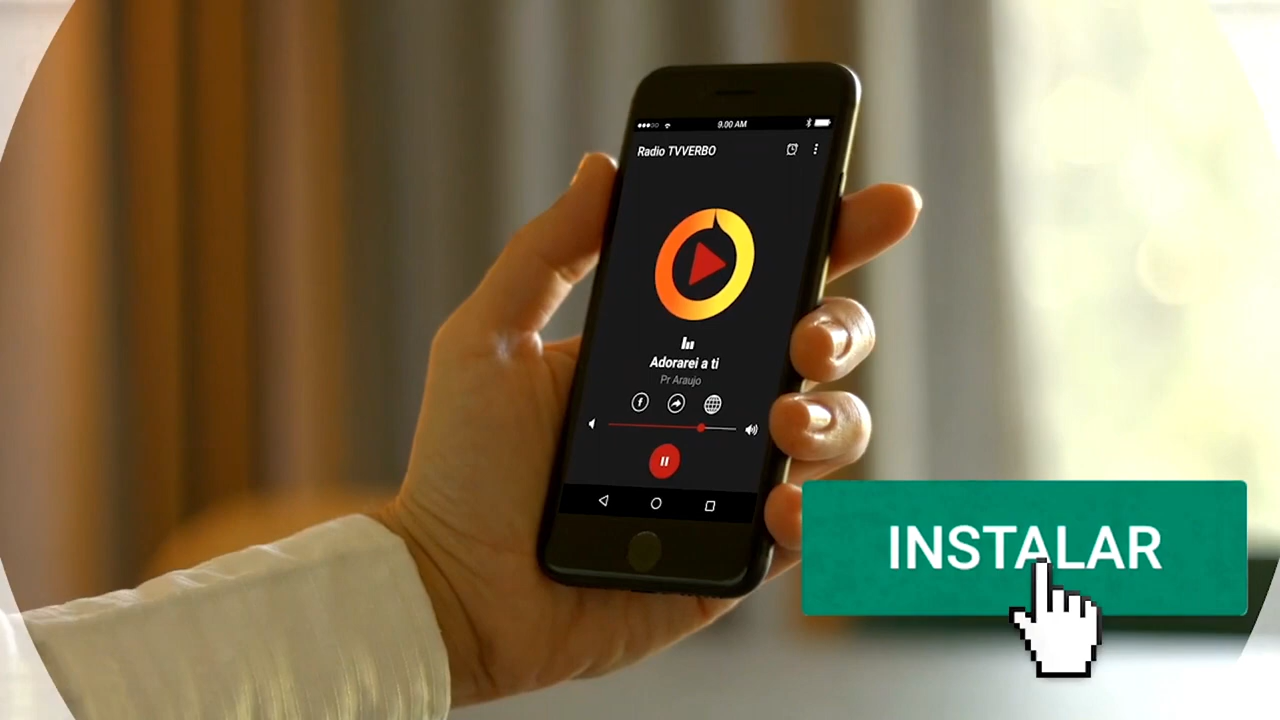 9.00 AM
Radio TVVERBO
Adorarei a ti
Pr Araujo
INSTALAR